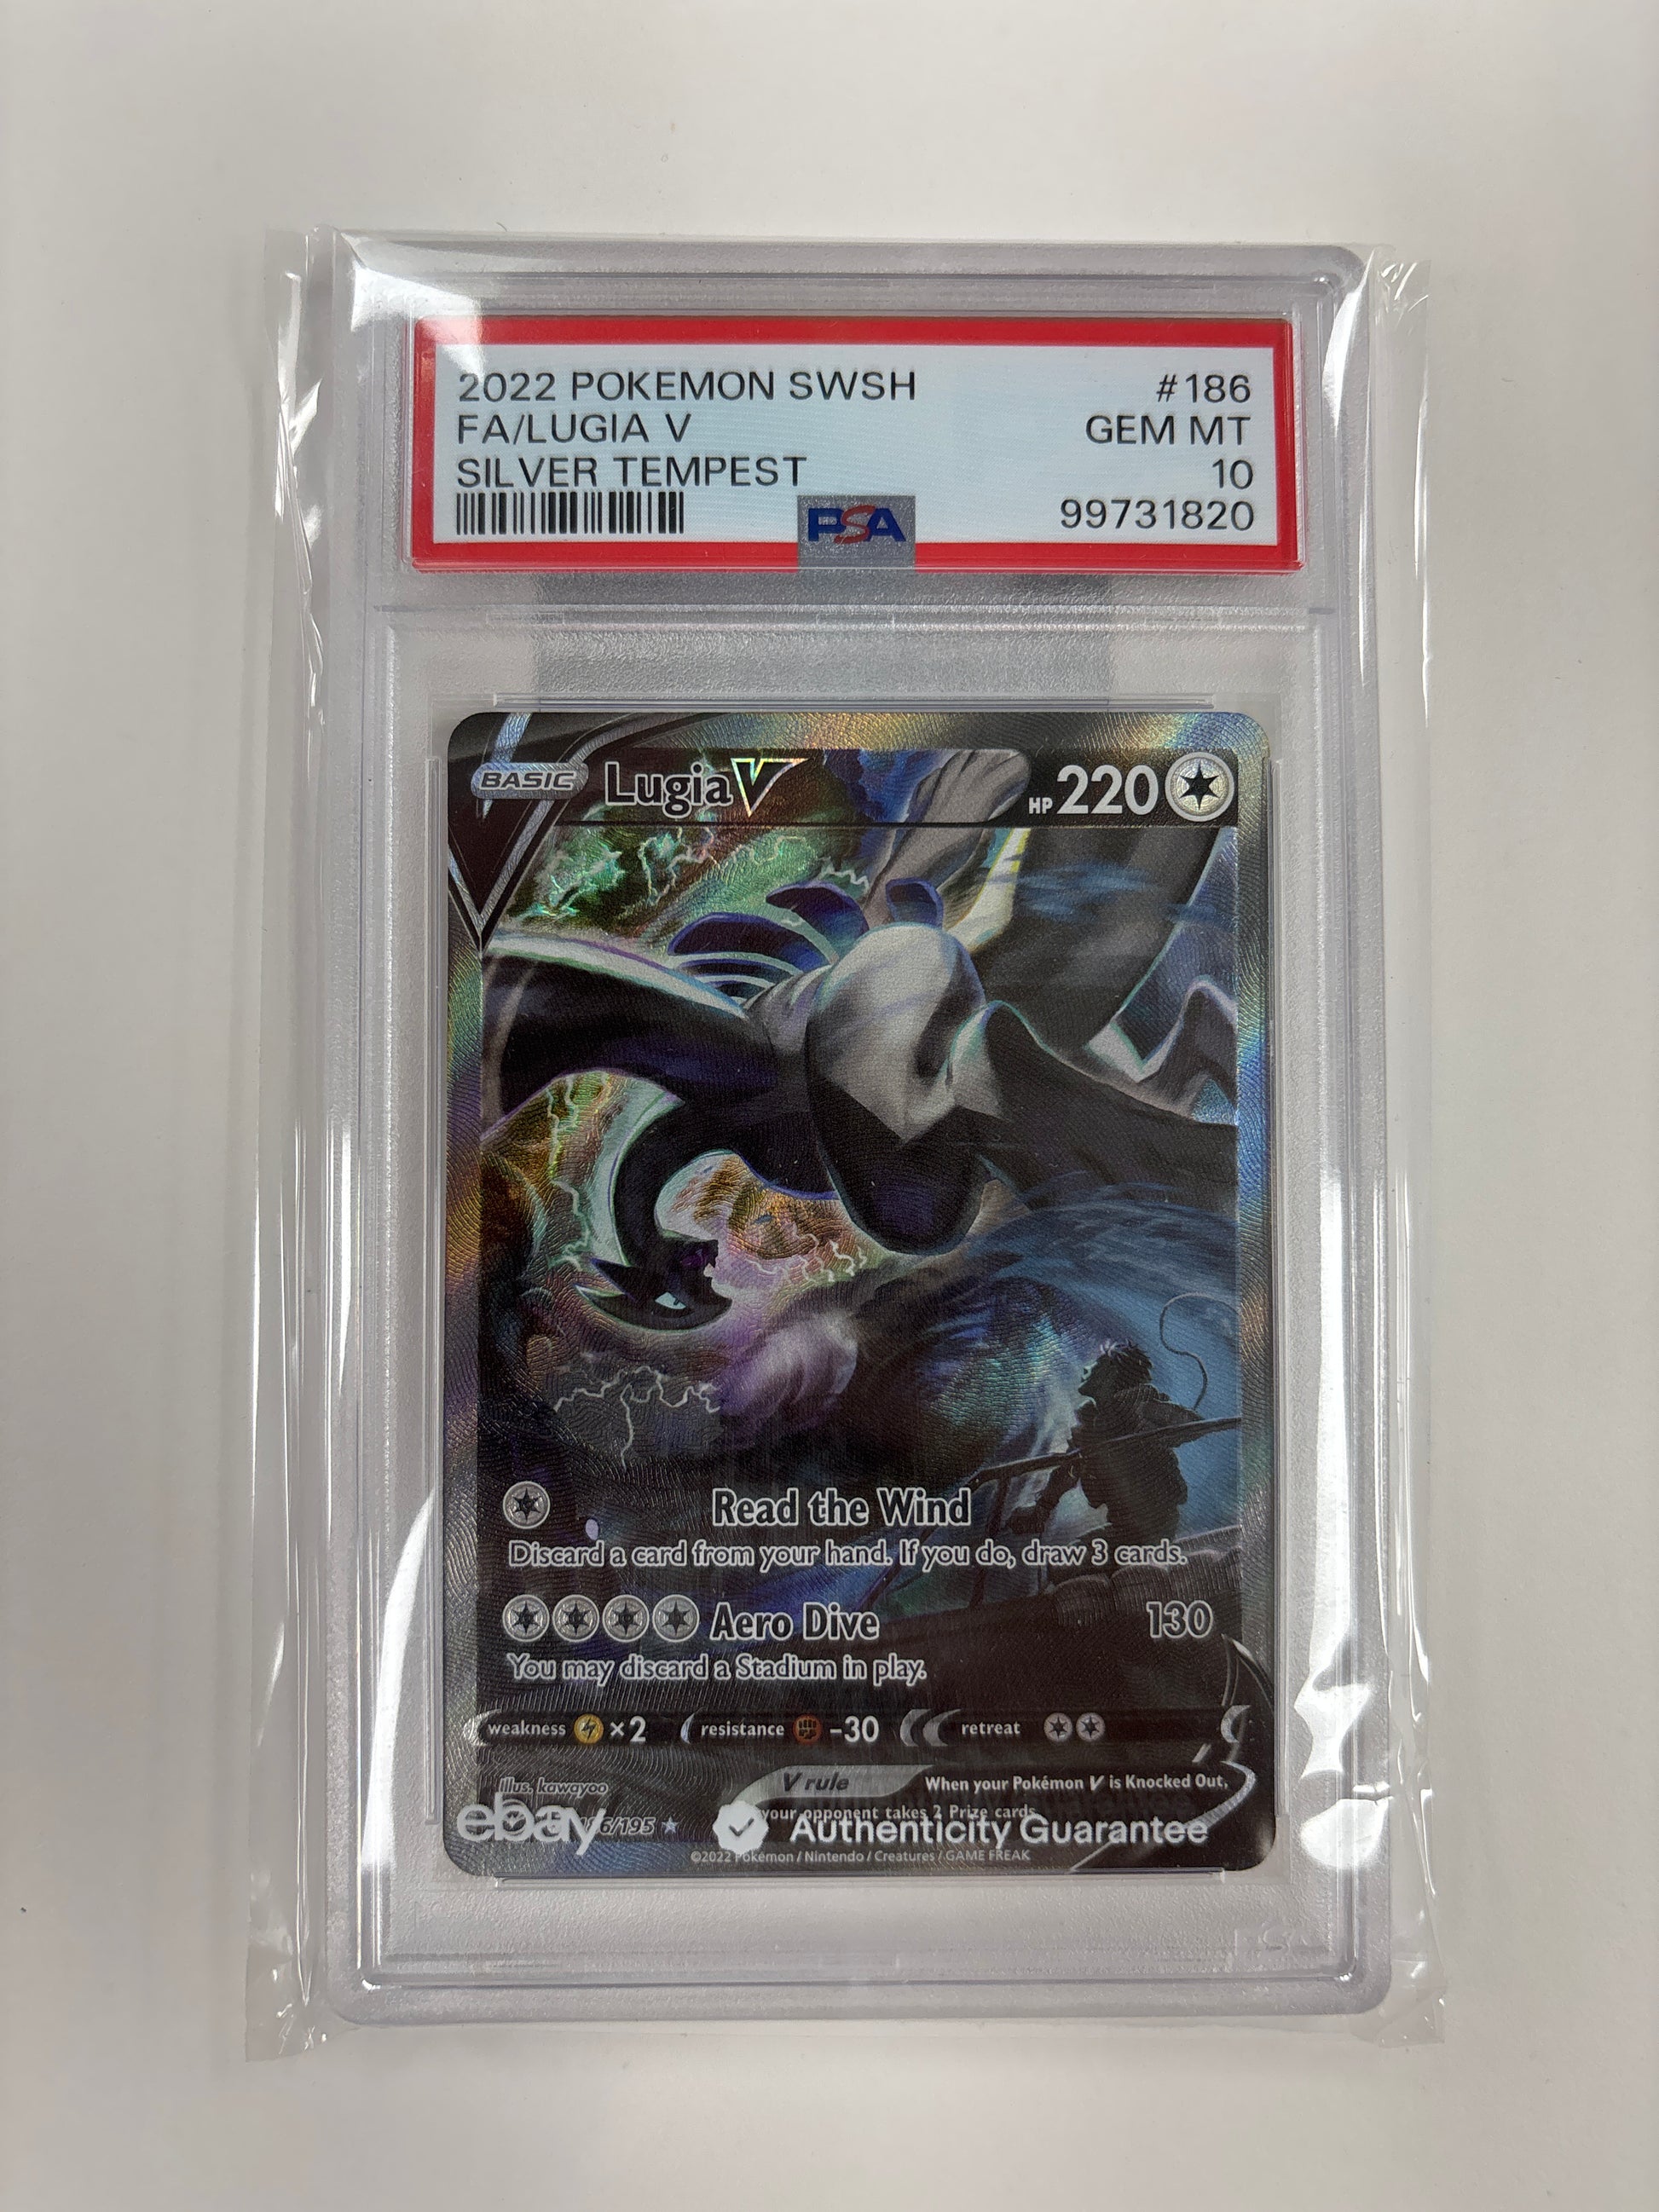 2022 POKEMON SWSH #186
FA/LUGIA V GEM MT
SILVER TEMPEST 10
PSA 99731820
BASIC Lugia V HP 220
Read the Wind
Discard a card from your hand. If you do, draw 3 cards.
Aero Dive 130
You may discard a Stadium in play.
weakness ×2 resistance -30 retreat
Illus. kawayoo V rule When your Pokémon V is Knocked Out,
your opponent takes 2 Prize cards.
/195
ebay Authenticity Guarantee
©2022 Pokémon / Nintendo / Creatures / GAME FREAK